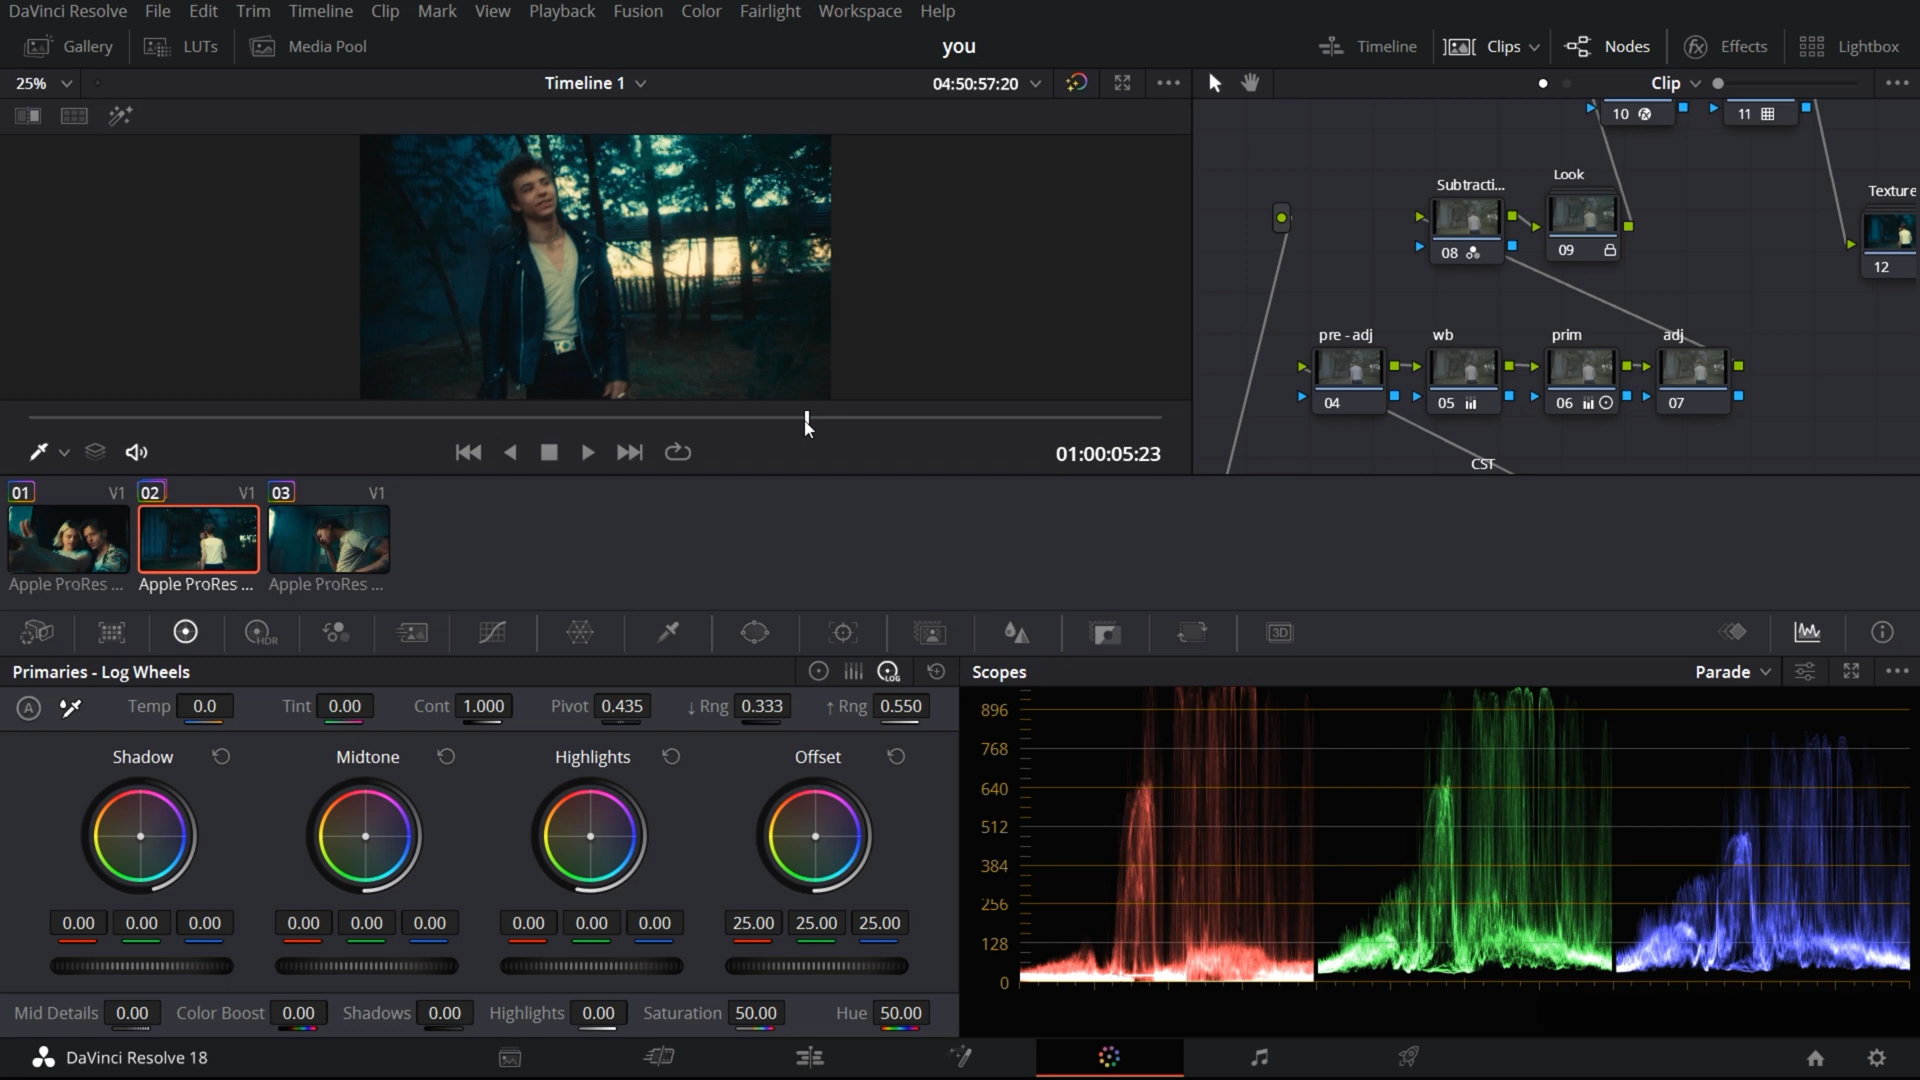 DaVinci Resolve File Edit Trim Timeline Clip Mark View Playback Fusion Color Fairlight Workspace Help
Gallery LUTs Media Pool you Timeline Clips Nodes Effects Lightbox
25% Timeline 1 04:50:57:20 Clip
10 11
Look
Subtracti... Texture
08 09 12
pre - adj wb prim adj
04 05 06 07
01:00:05:23 CST
01 V1 02 V1 03 V1
Apple ProRes ... Apple ProRes ... Apple ProRes ...
HDR 3D
Primaries - Log Wheels LOG Scopes Parade
A Temp 0.0 Tint 0.00 Cont 1.000 Pivot 0.435 ↓ Rng 0.333 ↑ Rng 0.550
Shadow Midtone Highlights Offset
0.00 0.00 0.00 0.00 0.00 0.00 0.00 0.00 0.00 25.00 25.00 25.00
Mid Details 0.00 Color Boost 0.00 Shadows 0.00 Highlights 0.00 Saturation 50.00 Hue 50.00
896
768
640
512
384
256
128
0
DaVinci Resolve 18